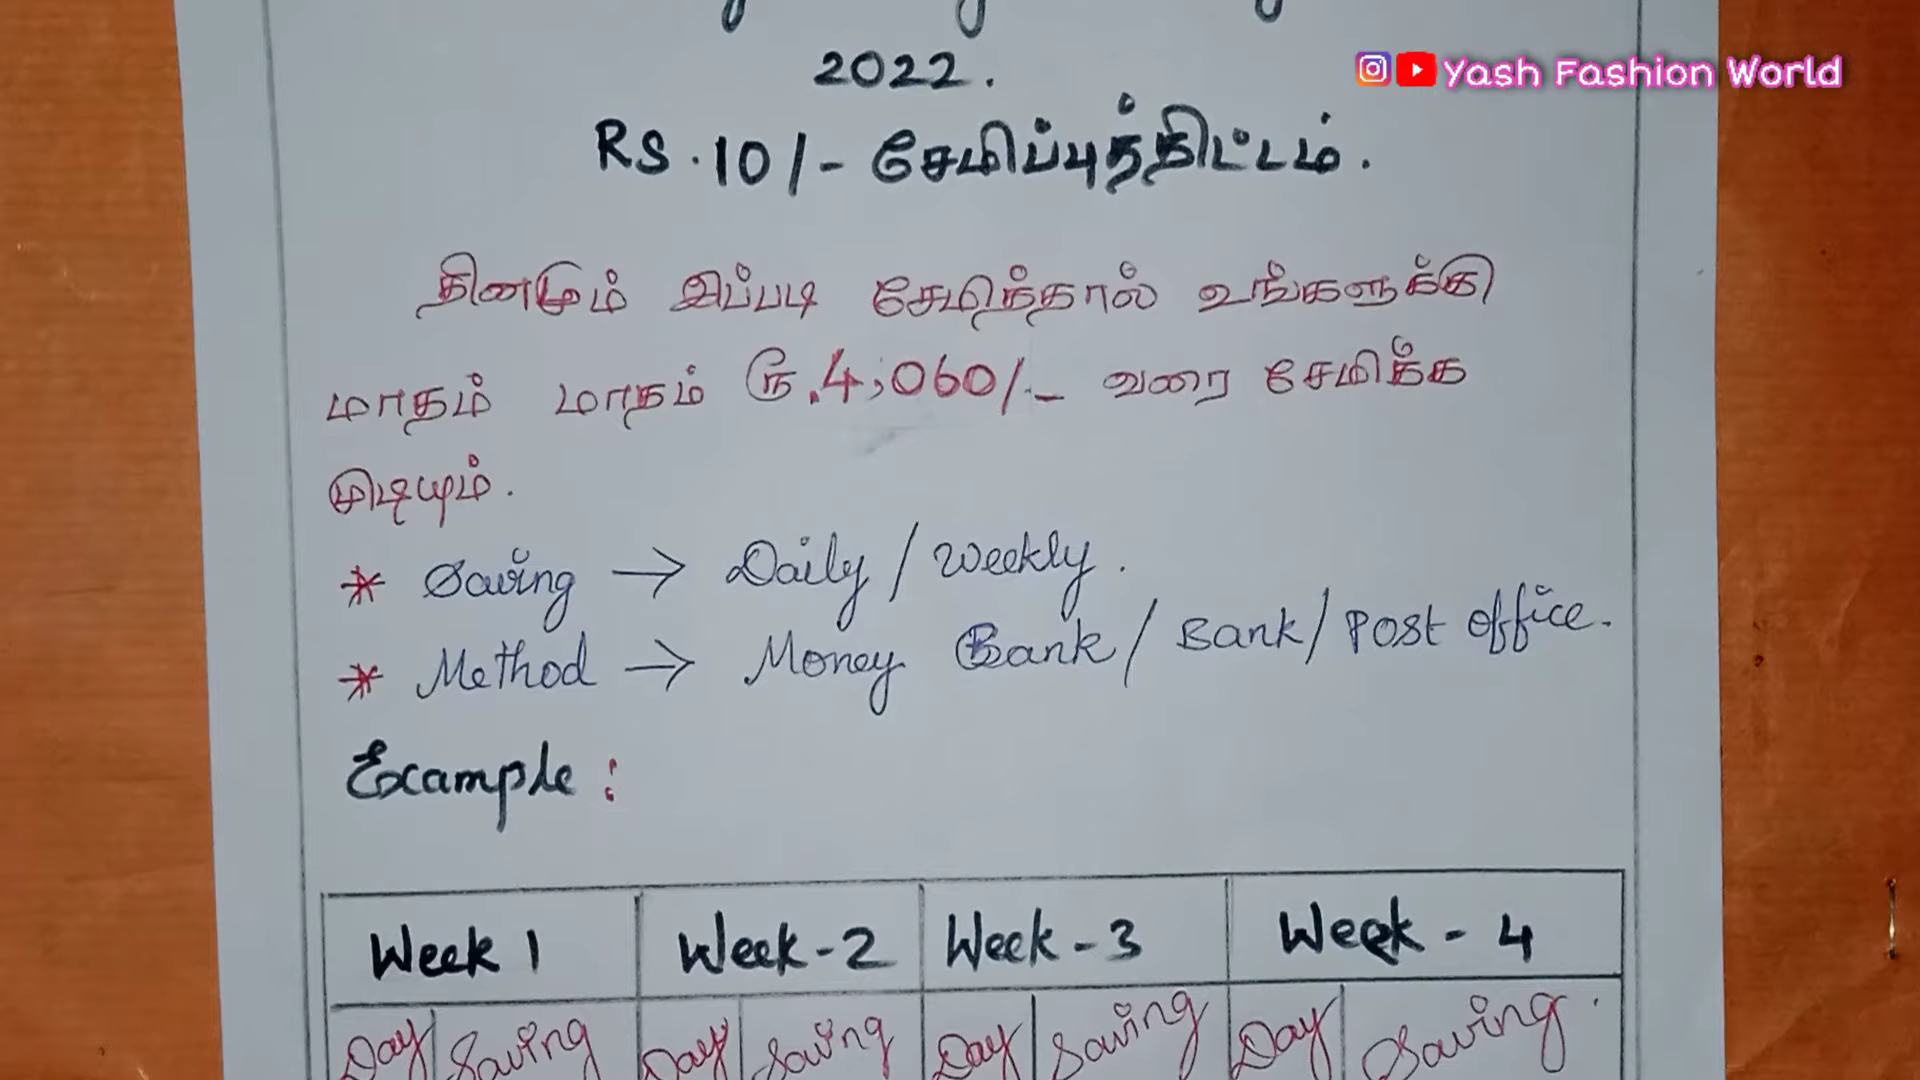 2022.
Yash Fashion World
RS.10/- சேமிப்புத்திட்டம்.
தினமும் இப்படி சேமித்தால் உங்களுக்கு
மாதம் மாதம் ரூ.4,060/- வரை சேமிக்க
முடியும்.
* Saving → Daily / Weekly.
* Method → Money Bank / Bank / Post office.
Example :
Week 1 Week - 2 Week - 3 Week - 4
Day Saving Day Saving Day Saving Day Saving